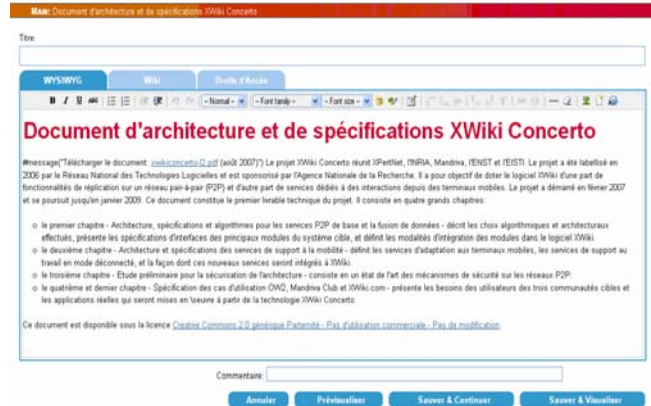 MAIN: Document d'architecture et de spécifications XWiki Concerto
Titre:
WYSIWYG Wiki Droits d'Accès
B I U ABC - Normal - - Font family - - Font size -
Document d'architecture et de spécifications XWiki Concerto
#message("Télécharger le document: xwikiconcerto-l2.pdf (août 2007)") Le projet XWiki Concerto réunit XPertNet, l'INRIA, Mandriva, l'ENST et l'EISTI. Le projet a été labellisé en
2006 par le Réseau National des Technologies Logicielles et est sponsorisé par l'Agence Nationale de la Recherche. Il a pour objectif de doter le logiciel XWiki d'une part de
fonctionnalités de réplication sur un réseau pair-à-pair (P2P) et d'autre part de services dédiés à des interactions depuis des terminaux mobiles. Le projet a démarré en février 2007
et se poursuit jusqu'en janvier 2009. Ce document constitue le premier livrable technique du projet. Il consiste en quatre grands chapitres:
le premier chapitre - Architecture, spécifications et algorithmes pour les services P2P de base et la fusion de données - décrit les choix algorithmiques et architecturaux
effectués, présente les spécifications d'interfaces des principaux modules du système cible, et définit les modalités d'intégration des modules dans le logiciel XWiki.
le deuxième chapitre - Architecture et spécifications des services de support à la mobilité - définit les services d'adaptation aux terminaux mobiles, les services de support au
travail en mode déconnecté, et la façon dont ces nouveaux services seront intégrés à XWiki.
le troisième chapitre - Etude préliminaire pour la sécurisation de l'architecture - consiste en un état de l'art des mécanismes de sécurité sur les réseaux P2P.
le quatrième et dernier chapitre - Spécification des cas d'utilisation OW2, Mandriva Club et XWiki.com - présente les besoins des utilisateurs des trois communautés cibles et
les applications réelles qui seront mises en \oeuvre à partir de la technologie XWiki Concerto.
Ce document est disponible sous la licence Creative Commons 2.0 générique Paternité - Pas d'utilisation commerciale - Pas de modification.
Commentaire:
Annuler Prévisualiser Sauver & Continuer Sauver & Visualiser